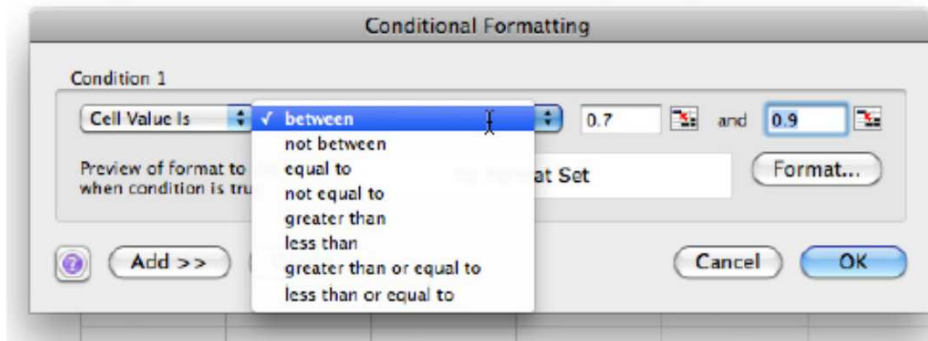 Conditional Formatting
Condition 1
Cell Value Is ✓ between 0.7 and 0.9
not between
equal to
not equal to
greater than
less than
greater than or equal to
less than or equal to
Preview of format to
when condition is tru
at Set
Format...
? Add >> Cancel OK